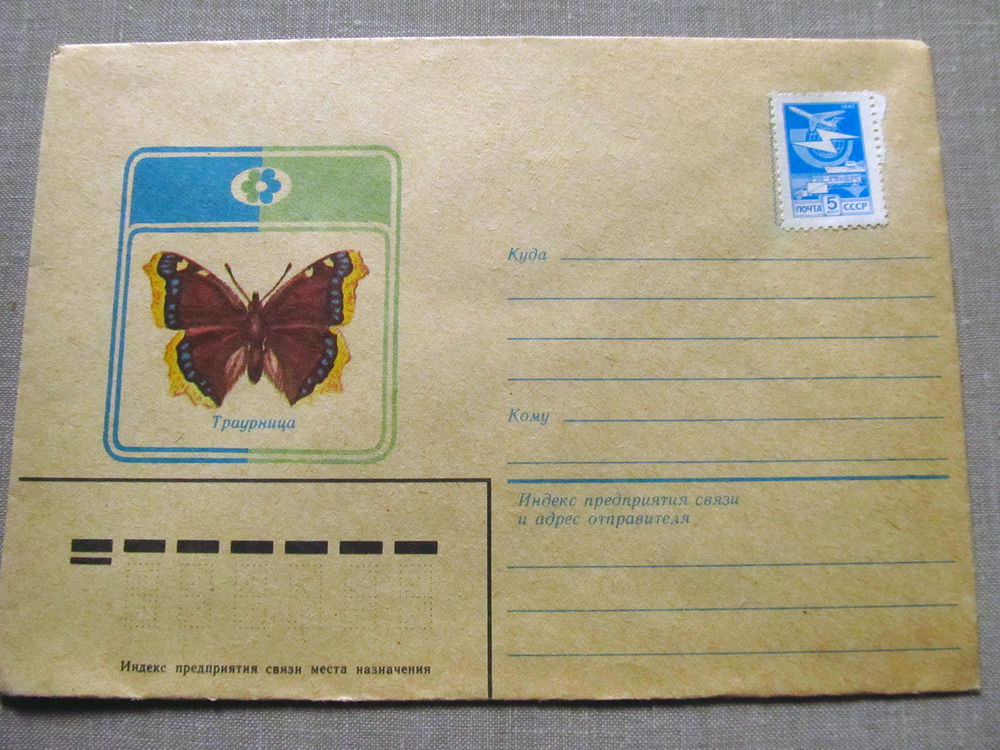 ПОЧТА 5 СССР
Куда
Траурница
Кому
Индекс предприятия связи
и адрес отправителя
Индекс предприятия связи места назначения